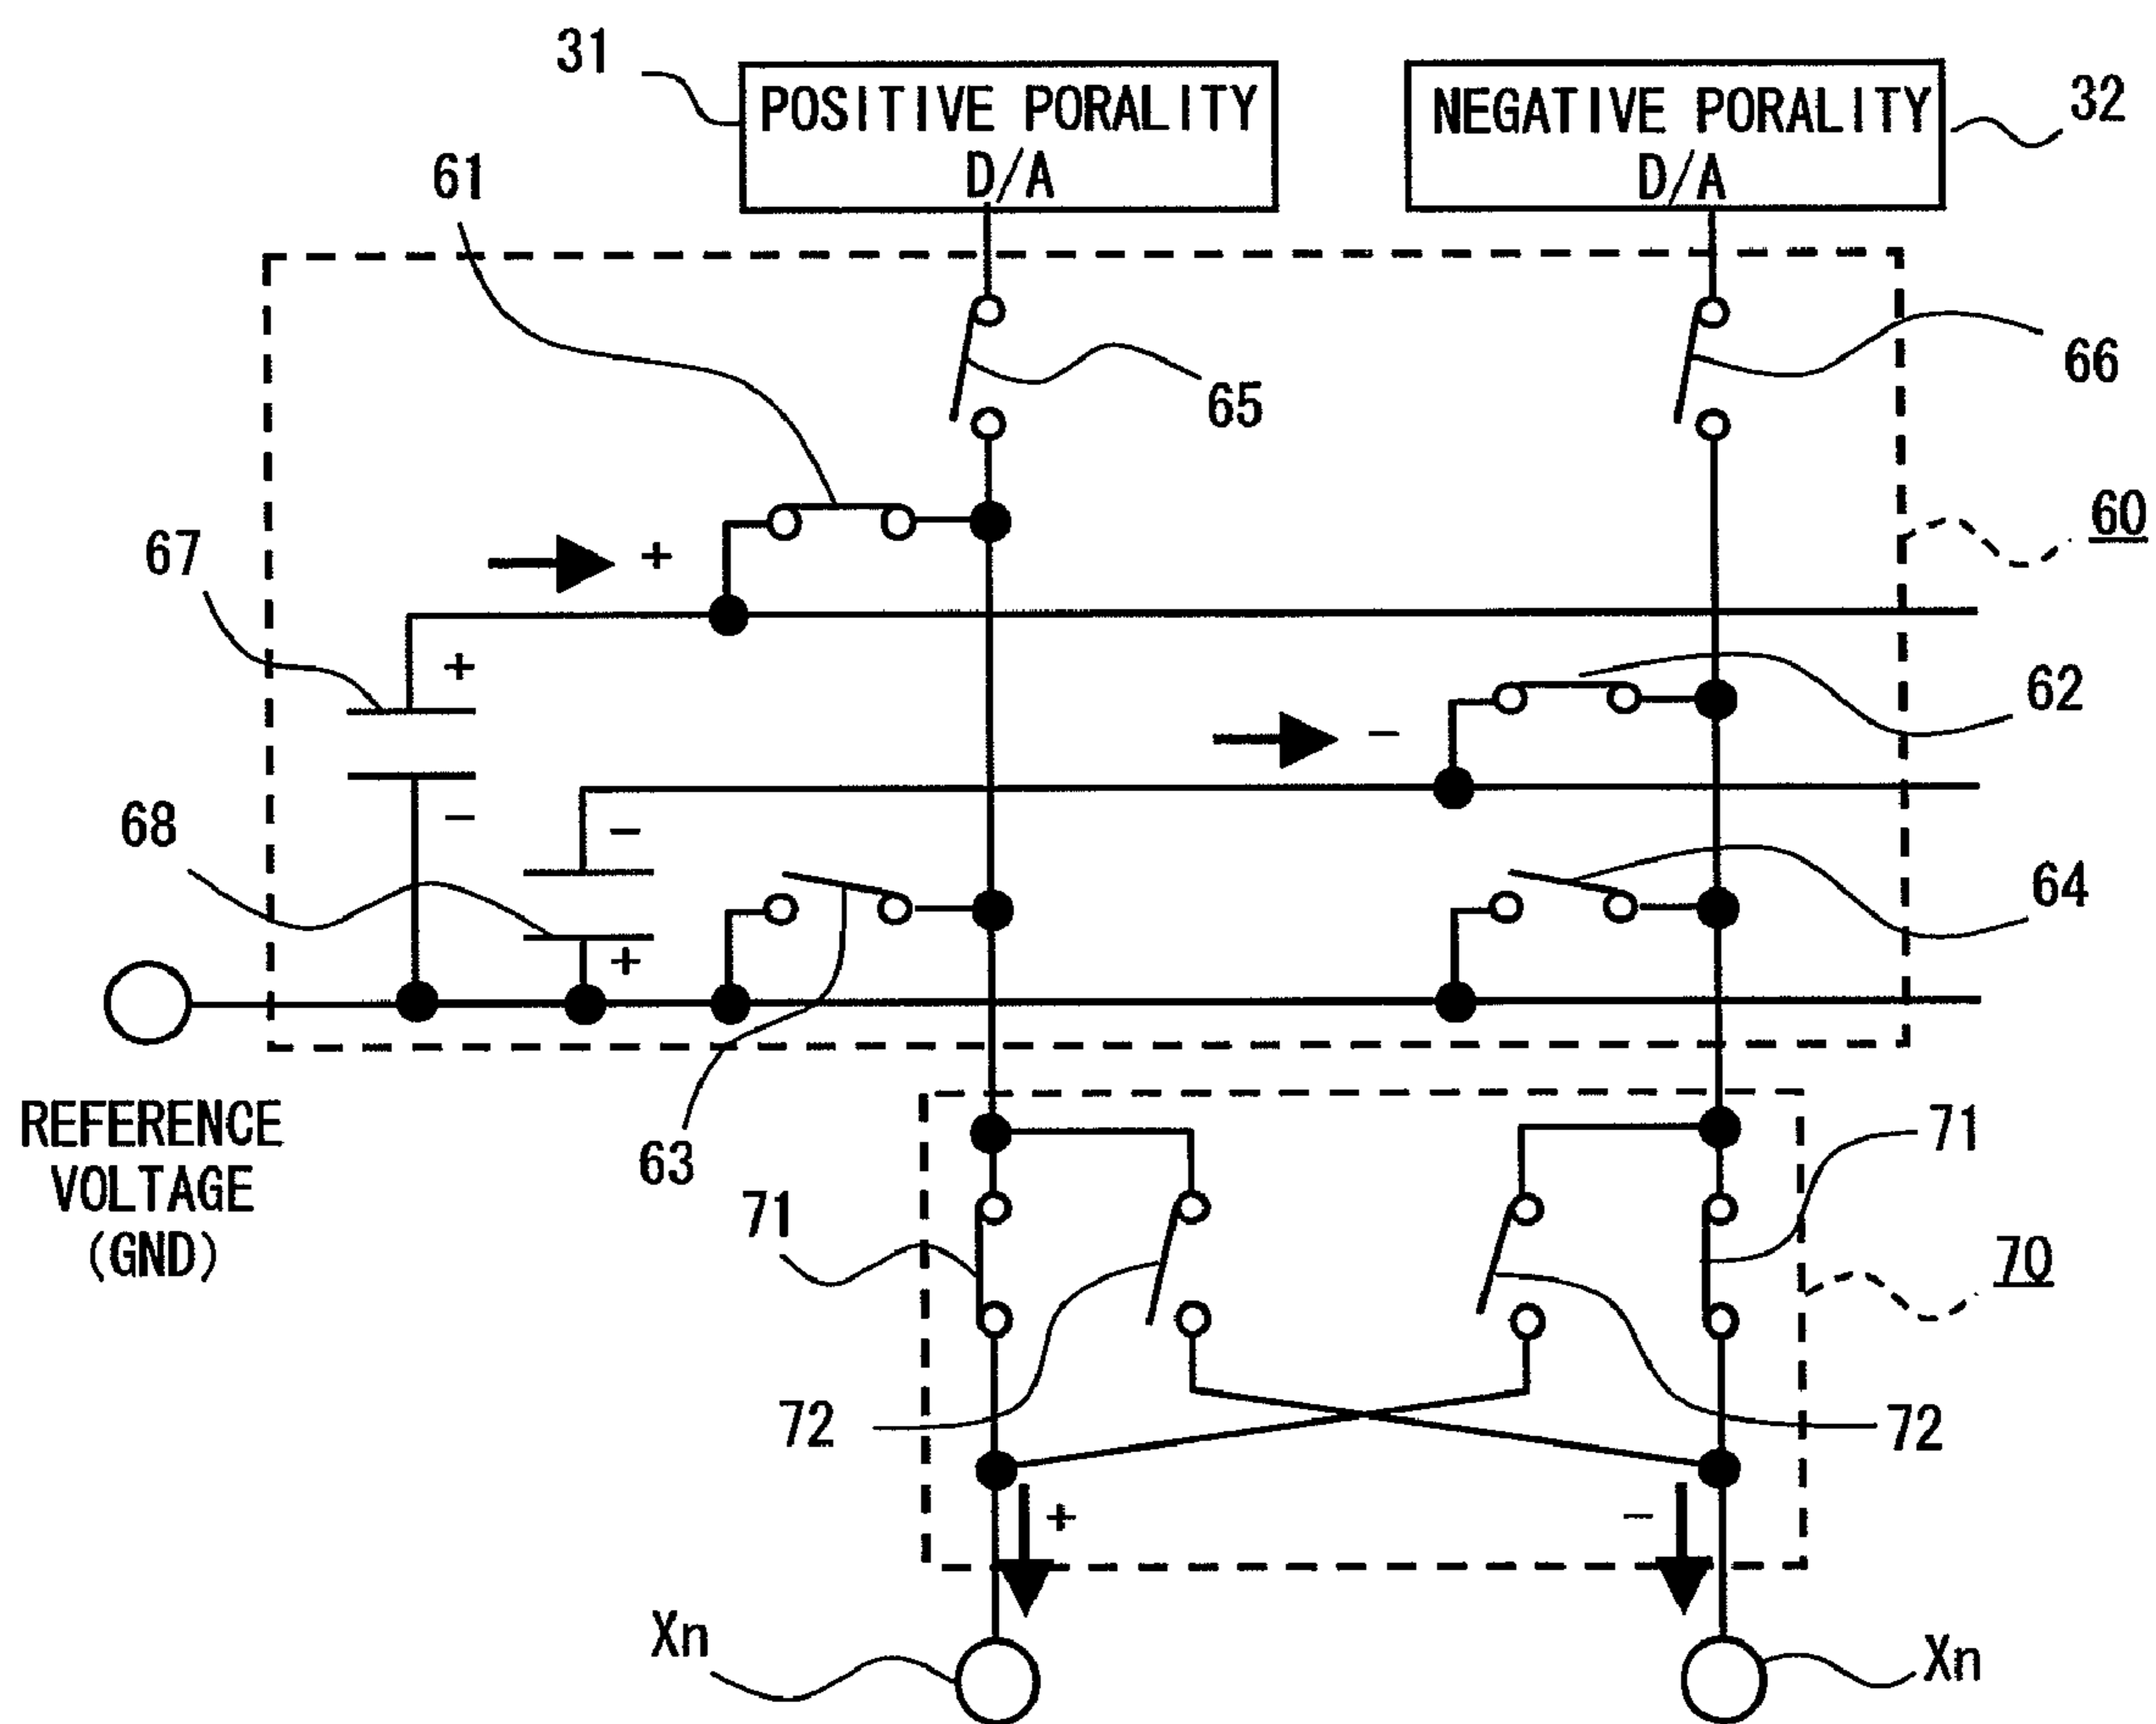 31
POSITIVE PORALITY
D/A
NEGATIVE PORALITY
D/A
32
61
65
66
60
67
+
+
62
-
68
-
-
64
+
REFERENCE
VOLTAGE
(GND)
63
71
71
70
72
72
+
-
Xn
Xn